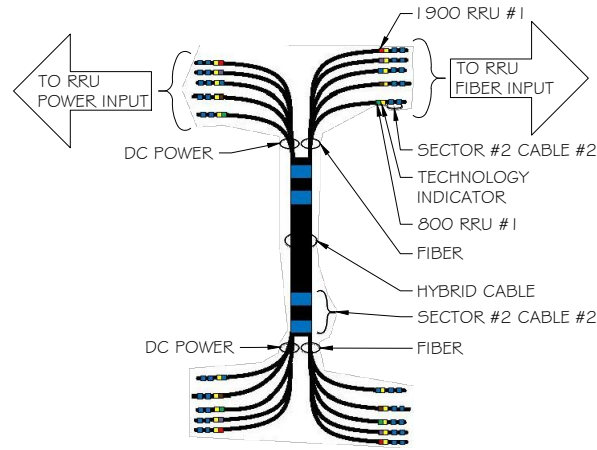 1900 RRU #1
TO RRU
POWER INPUT
TO RRU
FIBER INPUT
DC POWER
SECTOR #2 CABLE #2
TECHNOLOGY
INDICATOR
800 RRU #1
FIBER
HYBRID CABLE
SECTOR #2 CABLE #2
DC POWER
FIBER